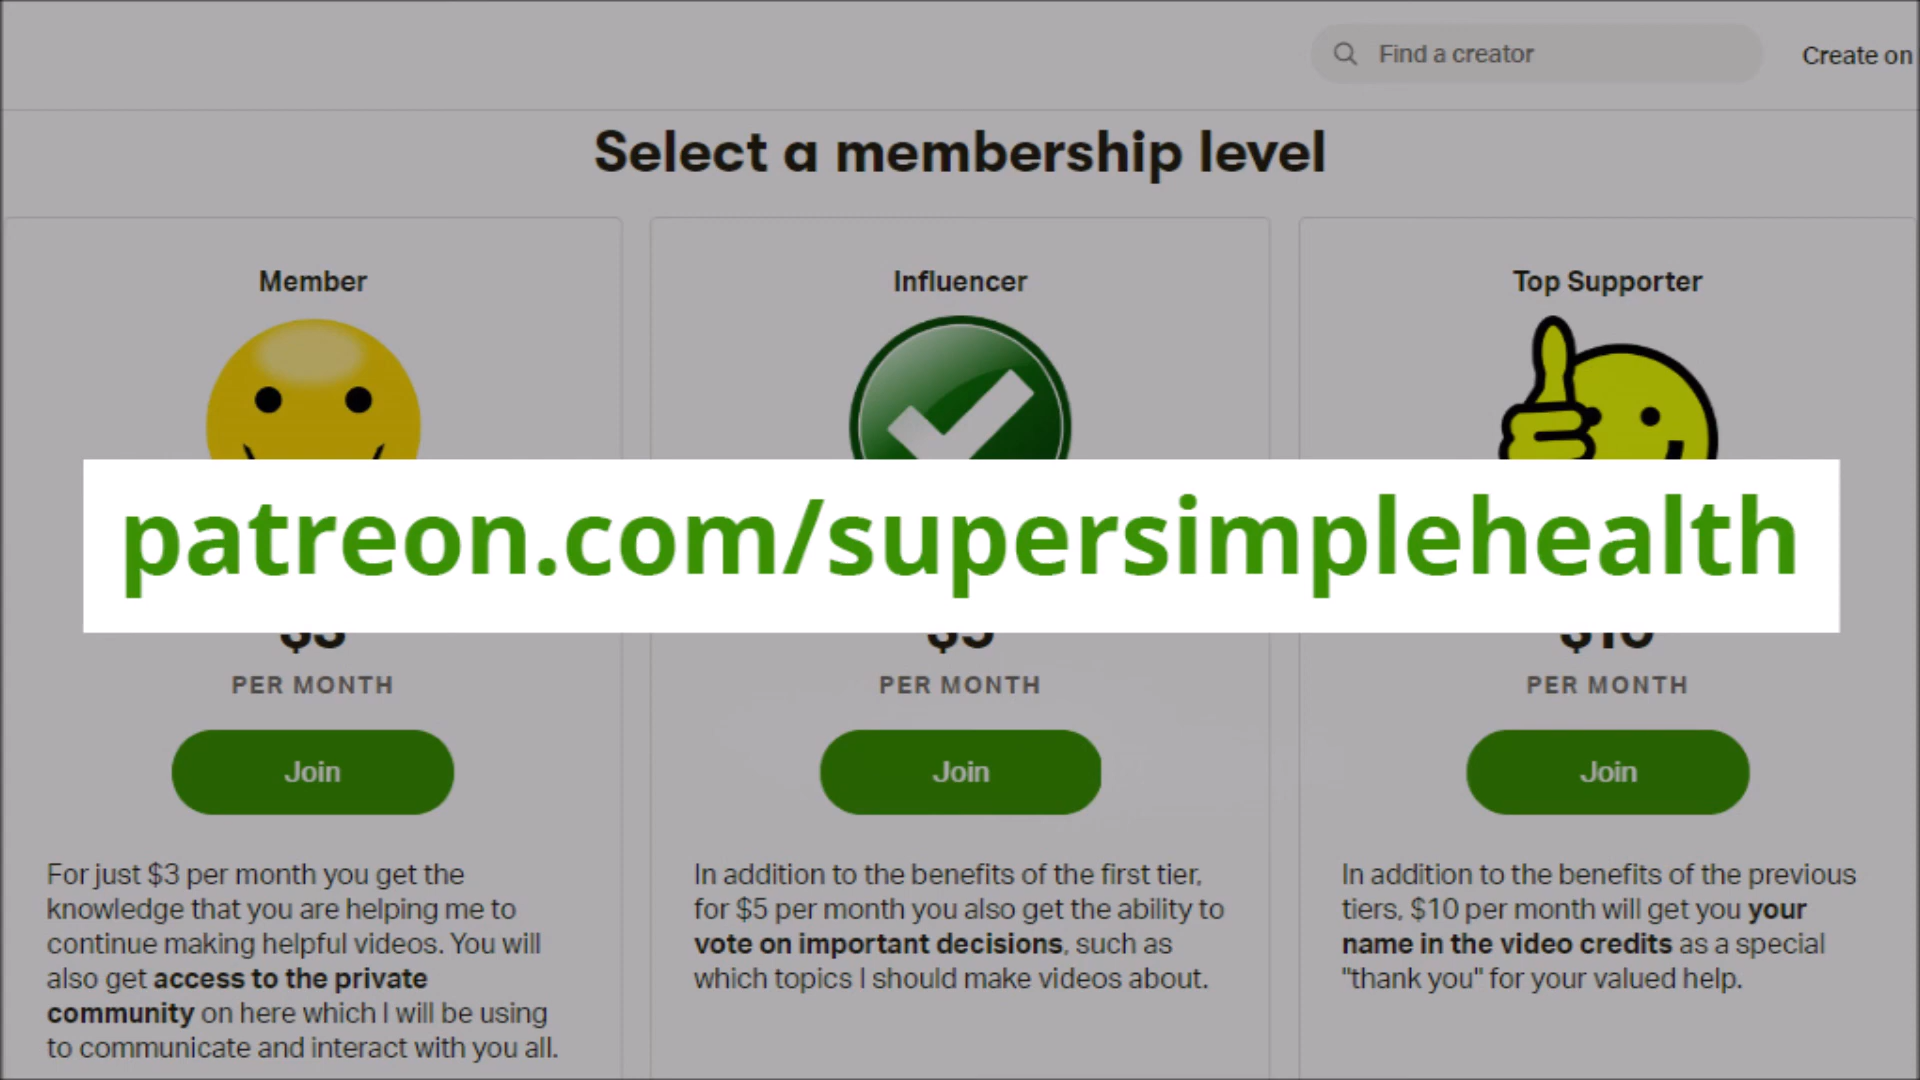 Find a creator
Create on
Select a membership level
Member
Influencer
Top Supporter
patreon.com/supersimplehealth
$3
$5
$10
PER MONTH
PER MONTH
PER MONTH
Join
Join
Join
For just $3 per month you get the
knowledge that you are helping me to
continue making helpful videos. You will
also get access to the private
community on here which I will be using
to communicate and interact with you all.
In addition to the benefits of the first tier,
for $5 per month you also get the ability to
vote on important decisions, such as
which topics I should make videos about.
In addition to the benefits of the previous
tiers, $10 per month will get you your
name in the video credits as a special
"thank you" for your valued help.